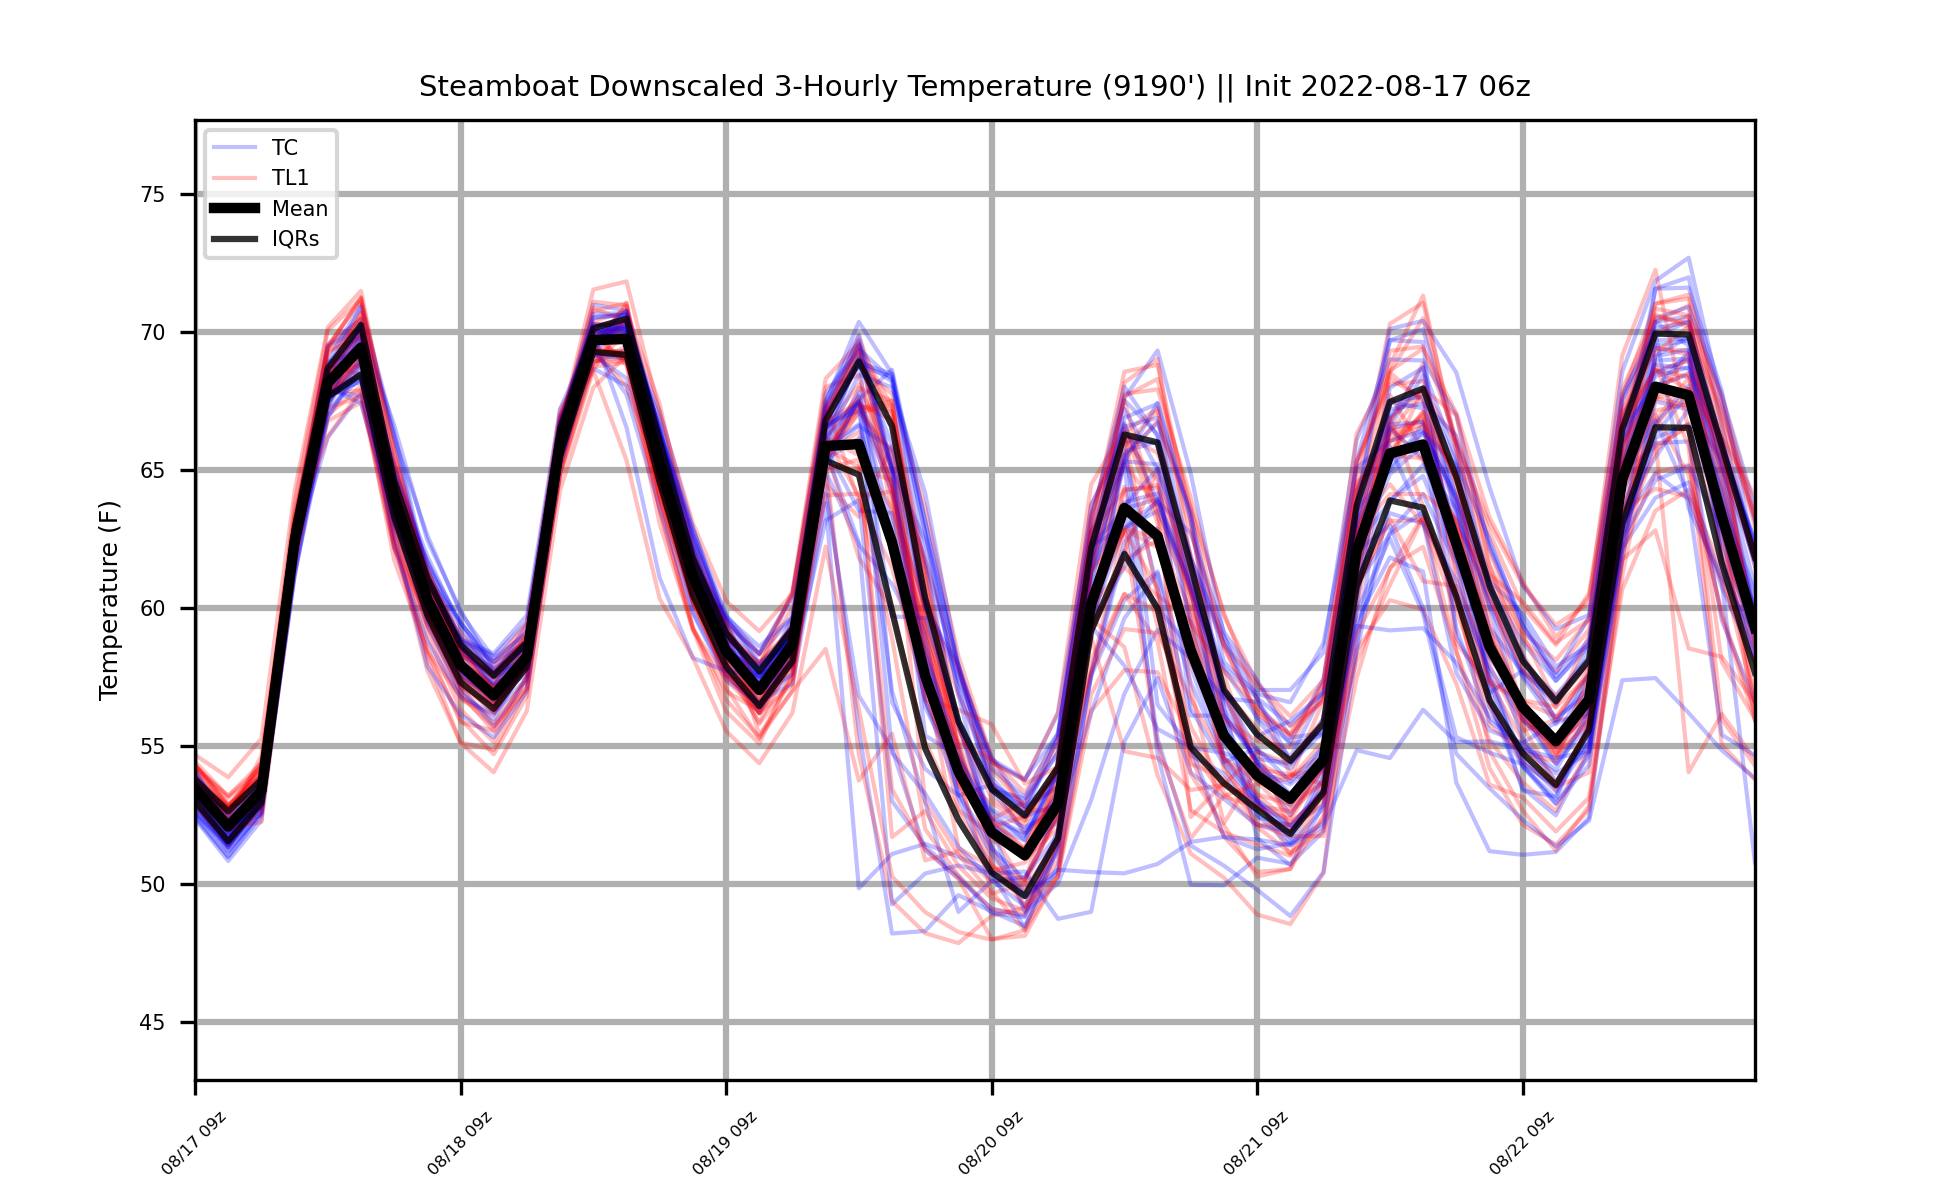 Steamboat Downscaled 3-Hourly Temperature (9190') || Init 2022-08-17 06z
TC
TL1
Mean
IQRs
Temperature (F)
75
70
65
60
55
50
45
08/17 09z
08/18 09z
08/19 09z
08/20 09z
08/21 09z
08/22 09z